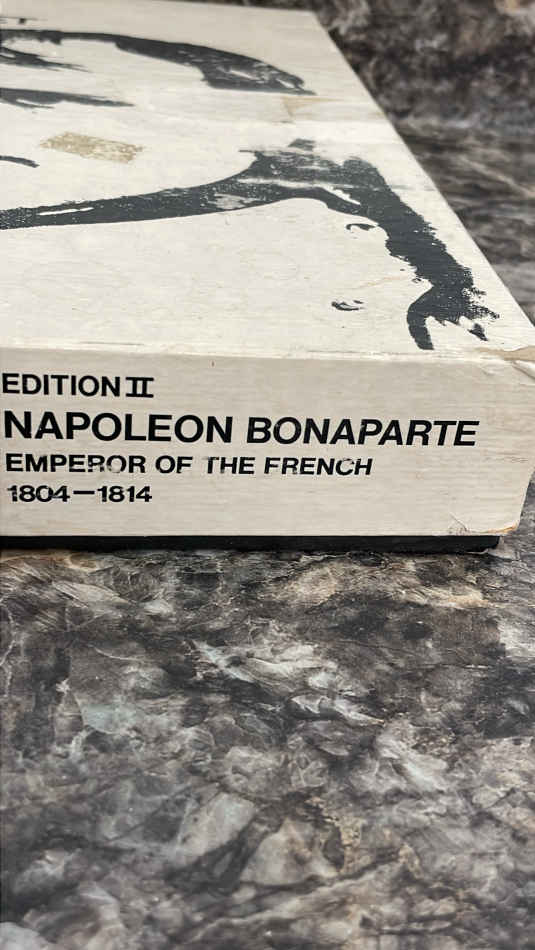 EDITION II
NAPOLEON BONAPARTE
EMPEROR OF THE FRENCH
1804—1814